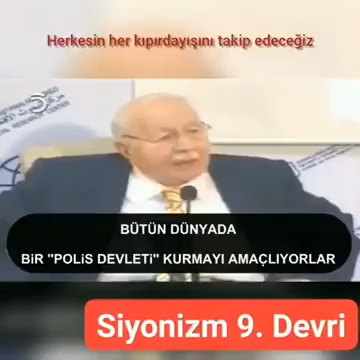 Herkesin her kıpırdayışını takip edeceğiz
BÜTÜN DÜNYADA
BİR "POLİS DEVLETİ" KURMAYI AMAÇLIYORLAR
Siyonizm 9. Devri